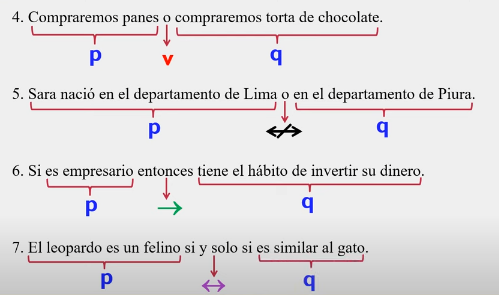 4. Compraremos panes o compraremos torta de chocolate.
p v q
5. Sara nació en el departamento de Lima o en el departamento de Piura.
p ↮ q
6. Si es empresario entonces tiene el hábito de invertir su dinero.
p → q
7. El leopardo es un felino si y solo si es similar al gato.
p ↔ q